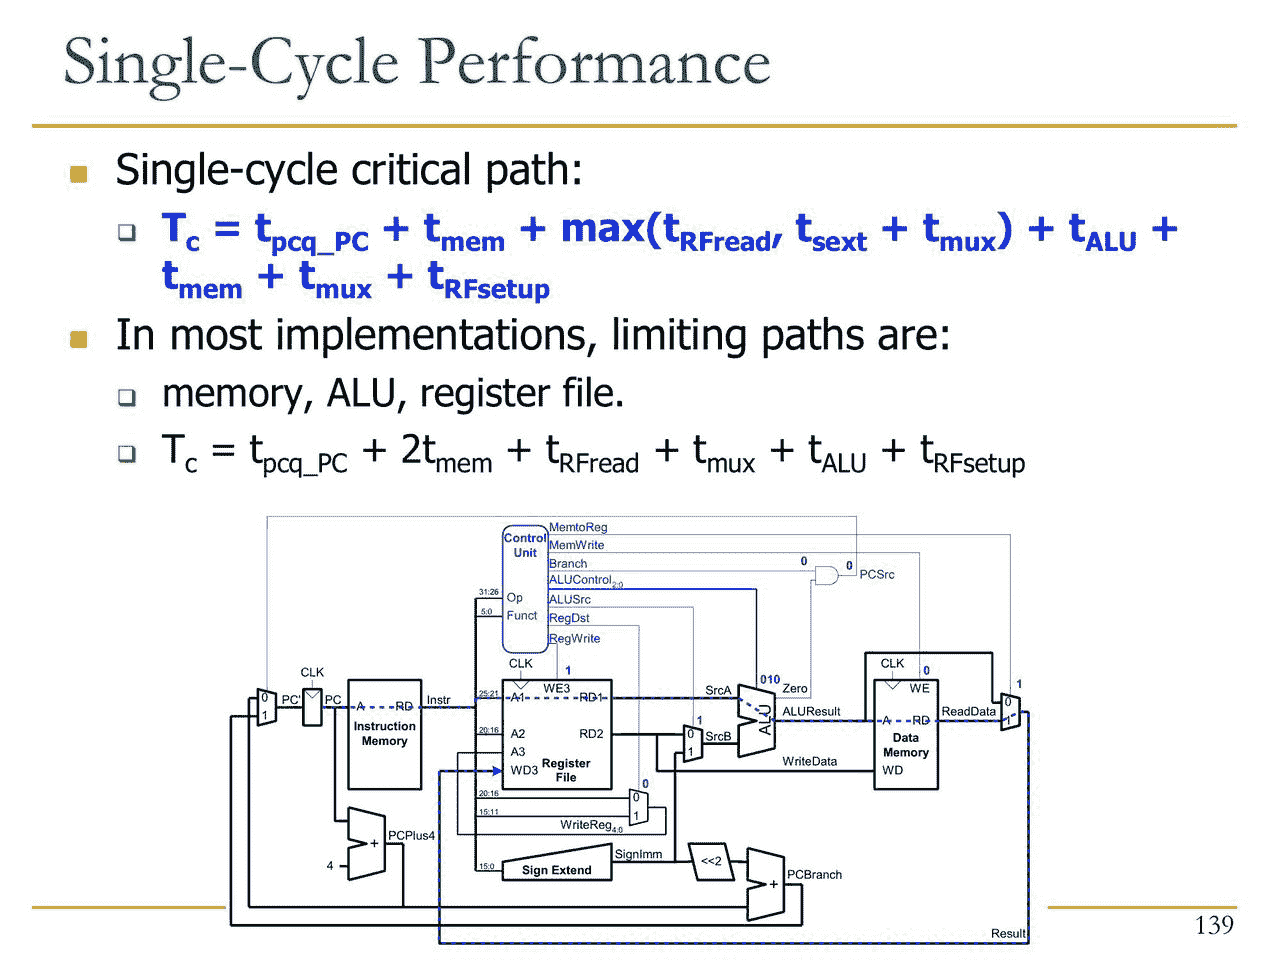 Single-Cycle Performance
Single-cycle critical path:
Tc = tpcq_PC + tmem + max(tRFread, tsext + tmux) + tALU +
tmem + tmux + tRFsetup
In most implementations, limiting paths are:
memory, ALU, register file.
Tc = tpcq_PC + 2tmem + tRFread + tmux + tALU + tRFsetup
MemtoReg
Control
Unit
MemWrite
Branch
0
0
PCSrc
ALUControl2:0
31:26
Op
ALUSrc
5:0
Funct
RegDst
RegWrite
CLK
CLK
1
CLK
0
010
1
0
1
PC'
PC
A
RD
Instr
Instruction
Memory
25:21
A1
WE3
RD1
SrcA
Zero
ALU
ALUResult
WE
A
RD
ReadData
0
1
20:16
A2
RD2
1
0
1
SrcB
Data
Memory
A3
WD3
Register
File
WriteData
WD
20:16
0
0
15:11
1
WriteReg4:0
PCPlus4
+
4
SignImm
15:0
Sign Extend
<<2
+
PCBranch
Result
139